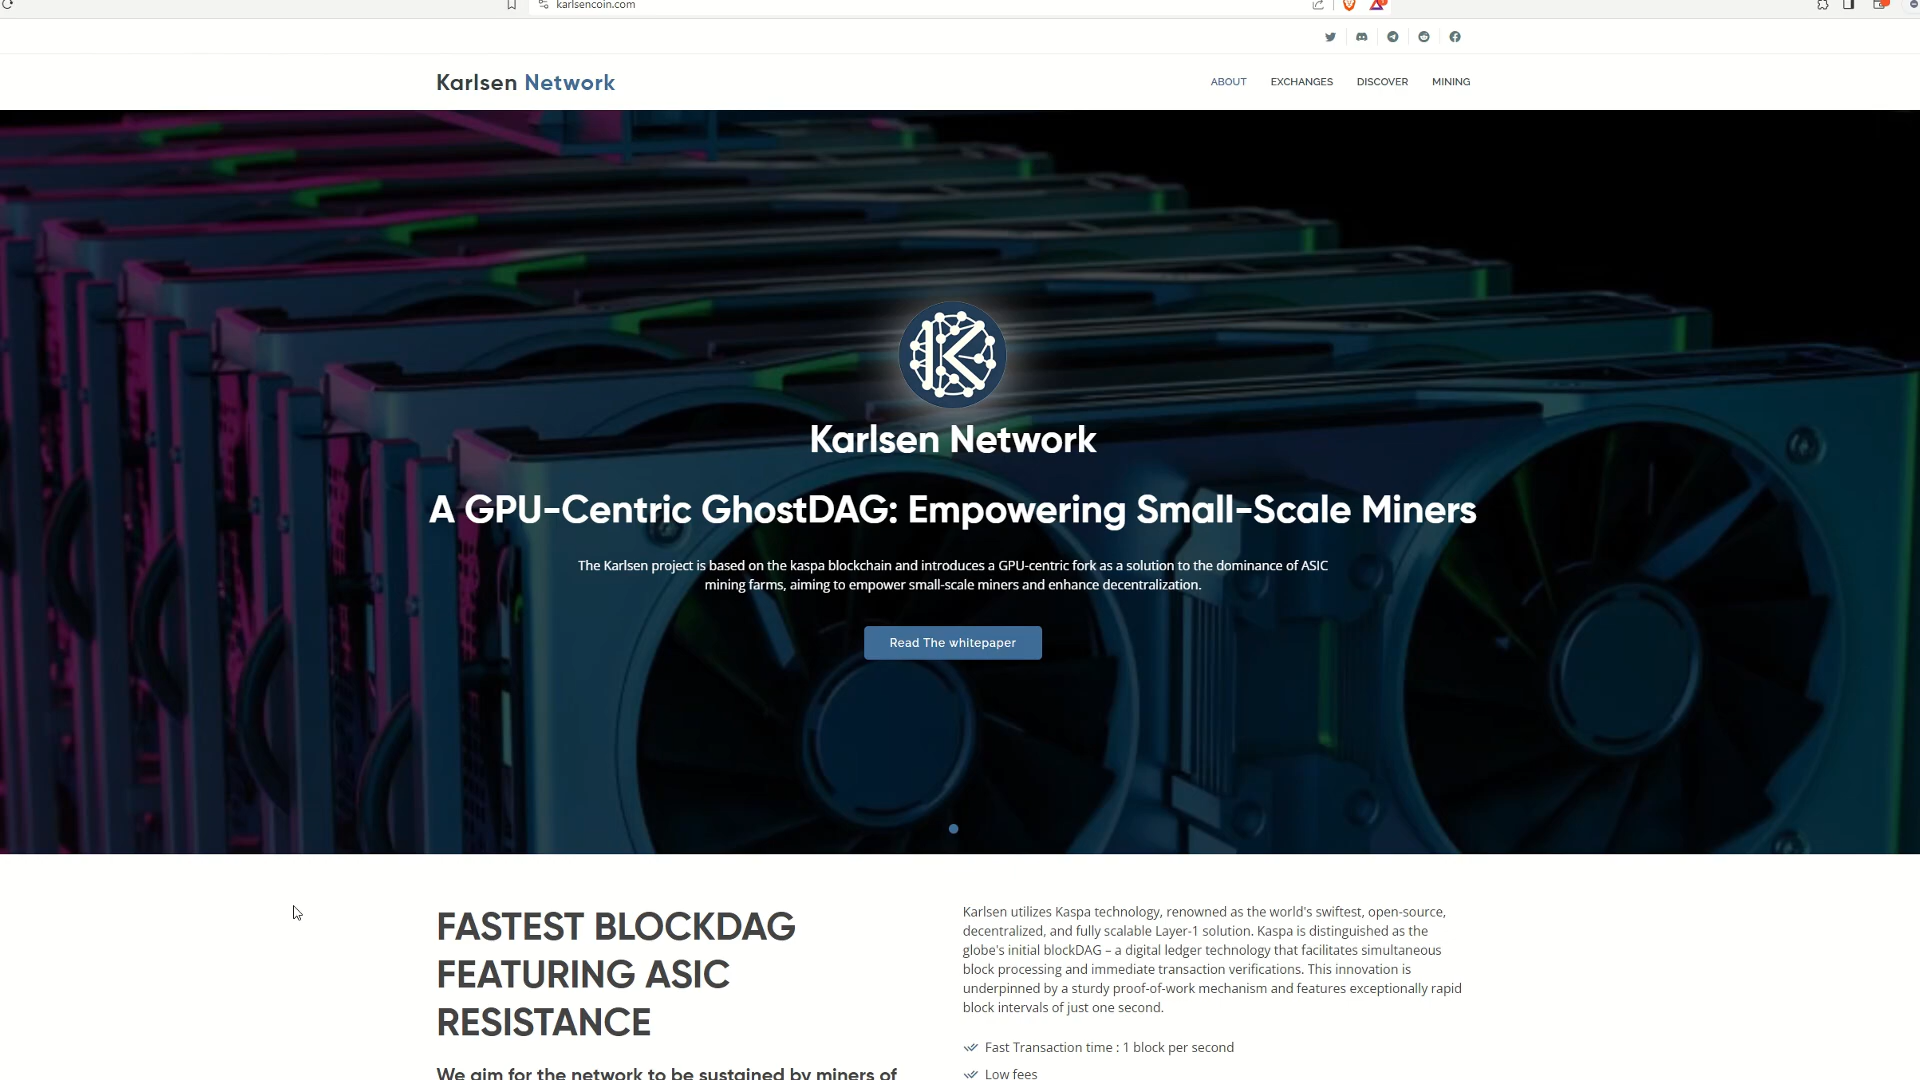 karlsencoin.com
Karlsen Network
ABOUT
EXCHANGES
DISCOVER
MINING
Karlsen Network
A GPU-Centric GhostDAG: Empowering Small-Scale Miners
The Karlsen project is based on the kaspa blockchain and introduces a GPU-centric fork as a solution to the dominance of ASIC
mining farms, aiming to empower small-scale miners and enhance decentralization.
Read The whitepaper
FASTEST BLOCKDAG
FEATURING ASIC
RESISTANCE
We aim for the network to be sustained by miners of
Karlsen utilizes Kaspa technology, renowned as the world's swiftest, open-source,
decentralized, and fully scalable Layer-1 solution. Kaspa is distinguished as the
globe's initial blockDAG – a digital ledger technology that facilitates simultaneous
block processing and immediate transaction verifications. This innovation is
underpinned by a sturdy proof-of-work mechanism and features exceptionally rapid
block intervals of just one second.
Fast Transaction time : 1 block per second
Low fees